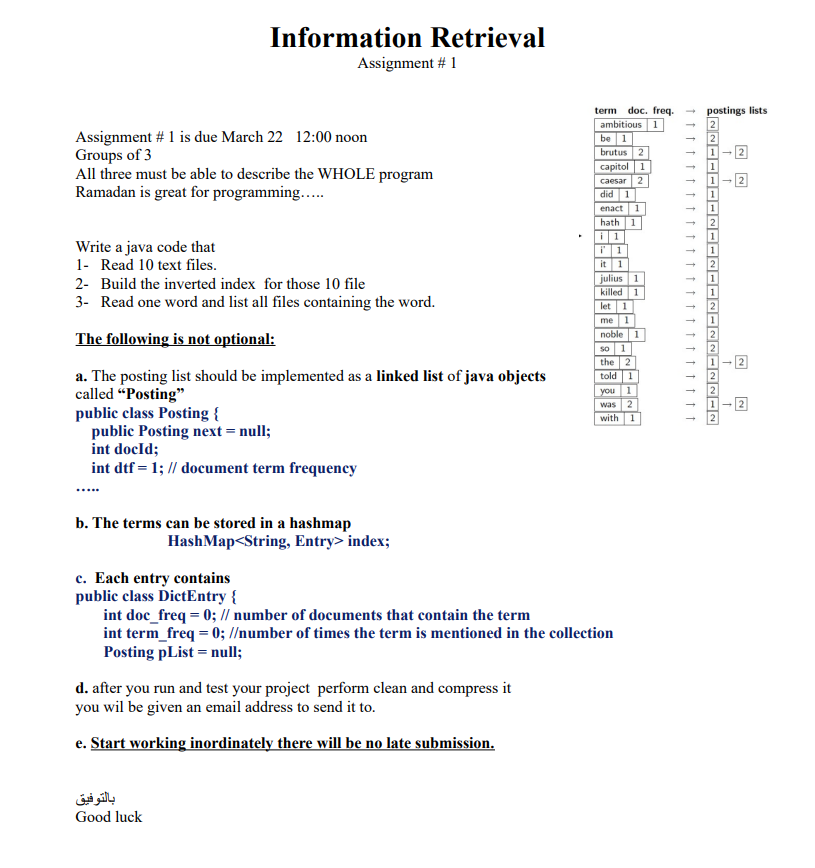 Information Retrieval
Assignment # 1
Assignment # 1 is due March 22 12:00 noon
Groups of 3
All three must be able to describe the WHOLE program
Ramadan is great for programming.….
Write a java code that
1- Read 10 text files.
2- Build the inverted index for those 10 file
3- Read one word and list all files containing the word.
The following is not optional:
a. The posting list should be implemented as a linked list of java objects
called “Posting”
public class Posting {
public Posting next = null;
int docId;
int dtf = 1; // document term frequency
…..
b. The terms can be stored in a hashmap
HashMap<String, Entry> index;
c. Each entry contains
public class DictEntry {
int doc_freq = 0; // number of documents that contain the term
int term_freq = 0; //number of times the term is mentioned in the collection
Posting pList = null;
d. after you run and test your project perform clean and compress it
you wil be given an email address to send it to.
e. Start working inordinately there will be no late submission.
بالتوفيق
Good luck
term doc. freq. → postings lists
ambitious 1 → 2
be 1 → 2
brutus 2 → 1 → 2
capitol 1 → 1
caesar 2 → 1 → 2
did 1 → 1
enact 1 → 1
hath 1 → 2
i 1 → 1
i' 1 → 1
it 1 → 2
julius 1 → 1
killed 1 → 1
let 1 → 2
me 1 → 1
noble 1 → 2
so 1 → 2
the 2 → 1 → 2
told 1 → 2
you 1 → 2
was 2 → 1 → 2
with 1 → 2